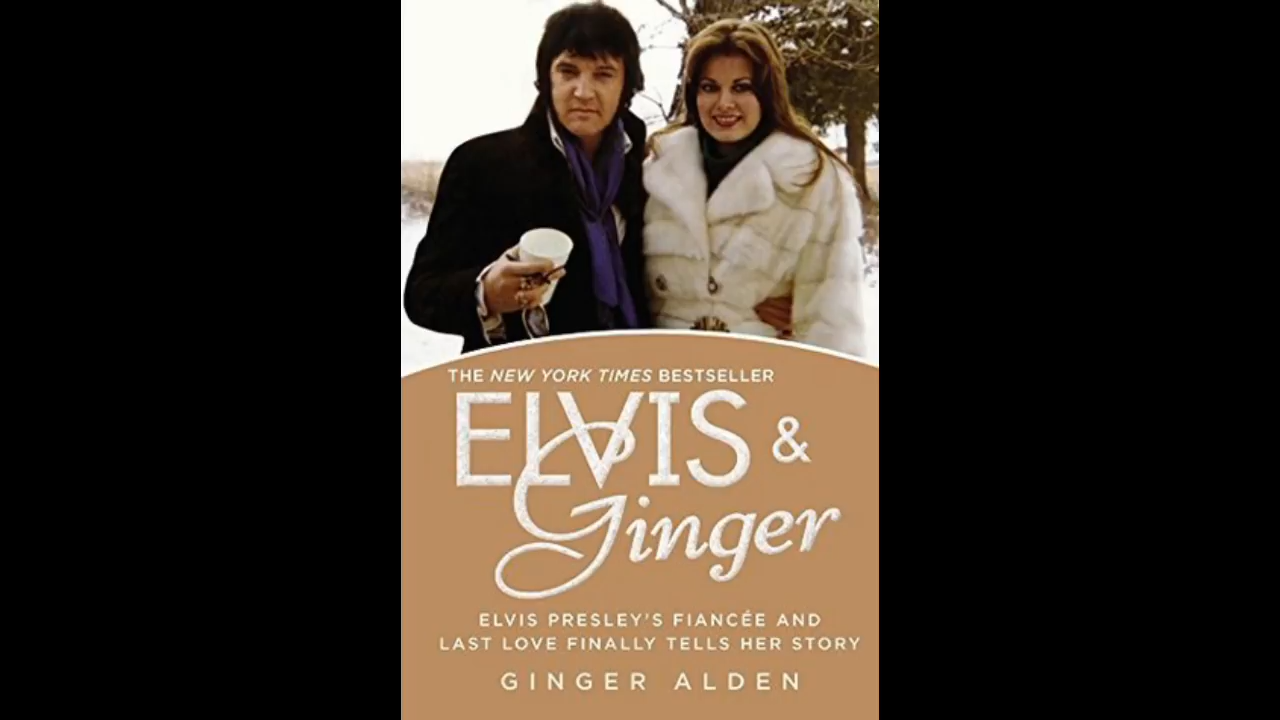 THE NEW YORK TIMES BESTSELLER
ELVIS &
Ginger
ELVIS PRESLEY'S FIANCÉE AND
LAST LOVE FINALLY TELLS HER STORY
GINGER ALDEN